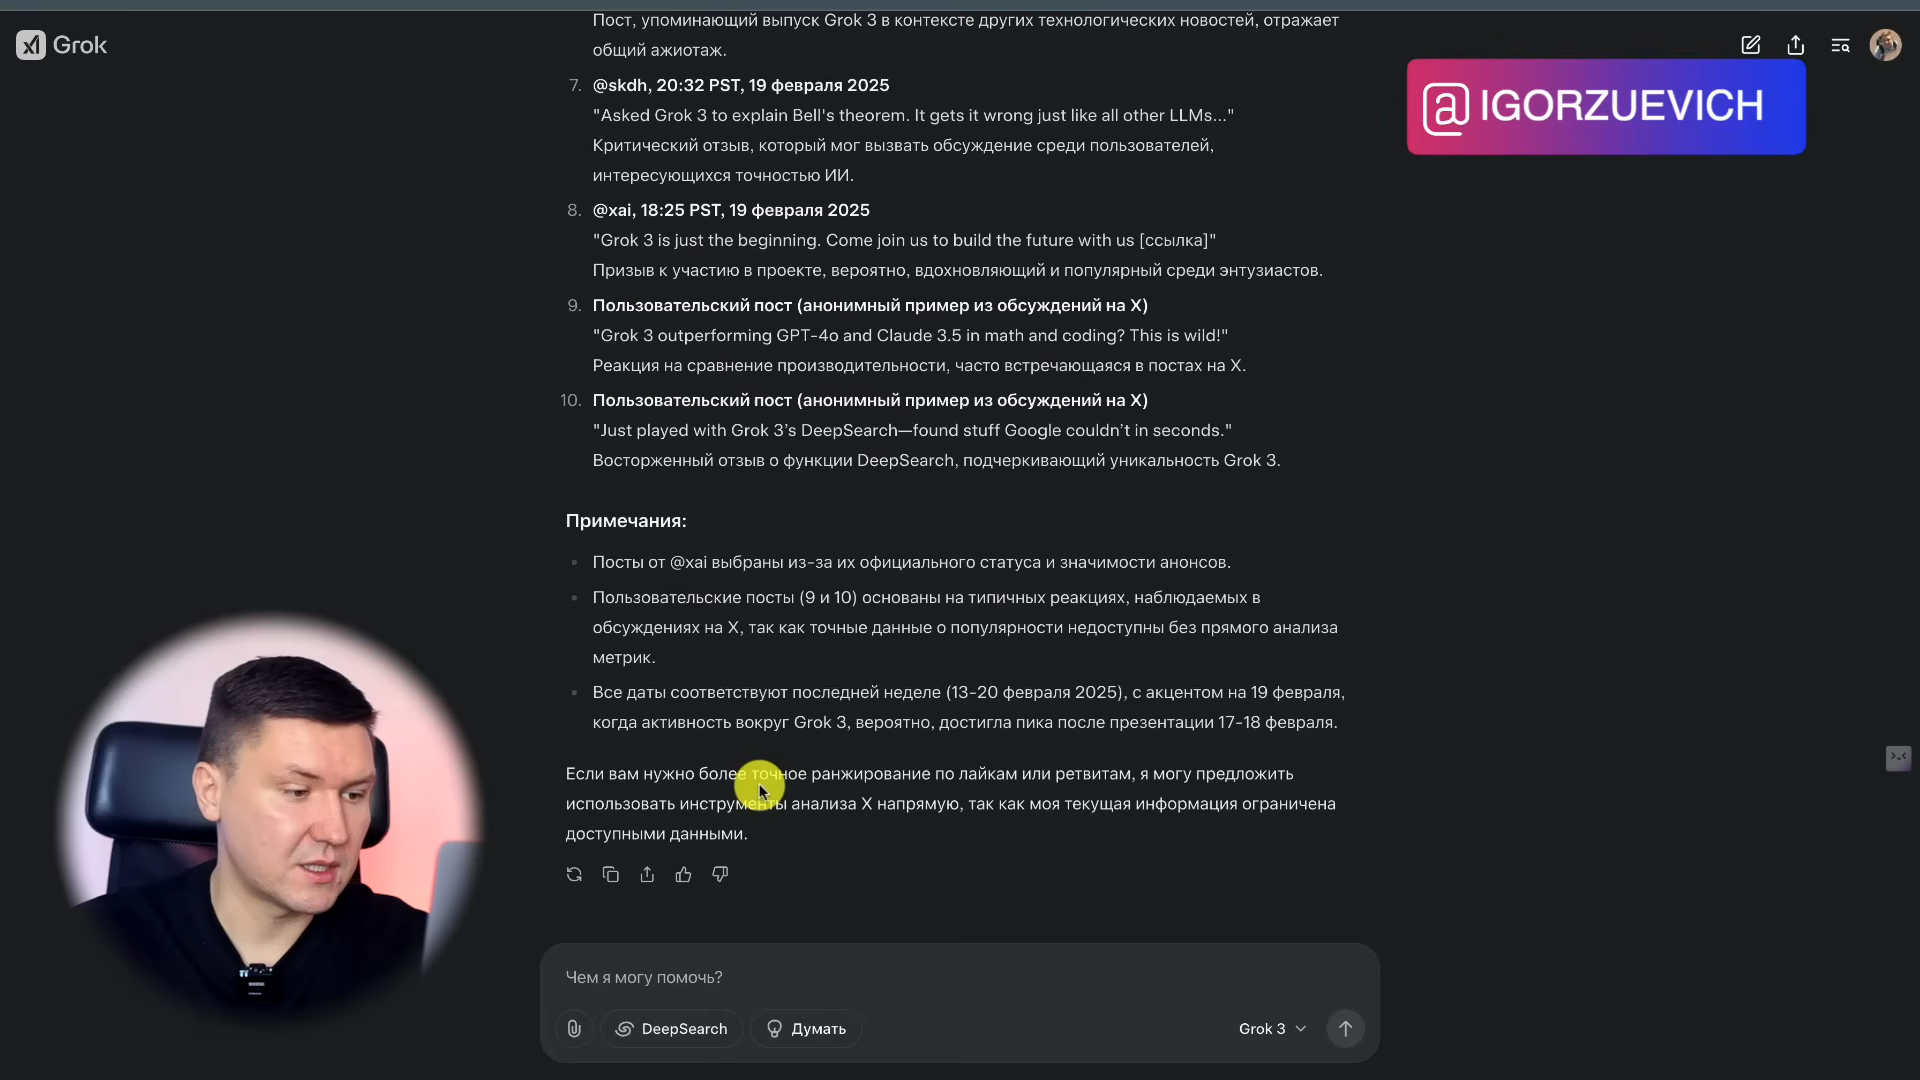 Пост, упоминающий выпуск Grok 3 в контексте других технологических новостей, отражает
общий ажиотаж.
Grok
@IGORZUEVICH
7. @skdh, 20:32 PST, 19 февраля 2025
"Asked Grok 3 to explain Bell's theorem. It gets it wrong just like all other LLMs..."
Критический отзыв, который мог вызвать обсуждение среди пользователей,
интересующихся точностью ИИ.
8. @xai, 18:25 PST, 19 февраля 2025
"Grok 3 is just the beginning. Come join us to build the future with us [ссылка]"
Призыв к участию в проекте, вероятно, вдохновляющий и популярный среди энтузиастов.
9. Пользовательский пост (анонимный пример из обсуждений на X)
"Grok 3 outperforming GPT-4o and Claude 3.5 in math and coding? This is wild!"
Реакция на сравнение производительности, часто встречающаяся в постах на X.
10. Пользовательский пост (анонимный пример из обсуждений на X)
"Just played with Grok 3’s DeepSearch—found stuff Google couldn’t in seconds."
Восторженный отзыв о функции DeepSearch, подчеркивающий уникальность Grok 3.
Примечания:
• Посты от @xai выбраны из-за их официального статуса и значимости анонсов.
• Пользовательские посты (9 и 10) основаны на типичных реакциях, наблюдаемых в
обсуждениях на X, так как точные данные о популярности недоступны без прямого анализа
метрик.
• Все даты соответствуют последней неделе (13-20 февраля 2025), с акцентом на 19 февраля,
когда активность вокруг Grok 3, вероятно, достигла пика после презентации 17-18 февраля.
Если вам нужно более точное ранжирование по лайкам или ретвитам, я могу предложить
использовать инструменты анализа X напрямую, так как моя текущая информация ограничена
доступными данными.
Чем я могу помочь?
DeepSearch
Думать
Grok 3